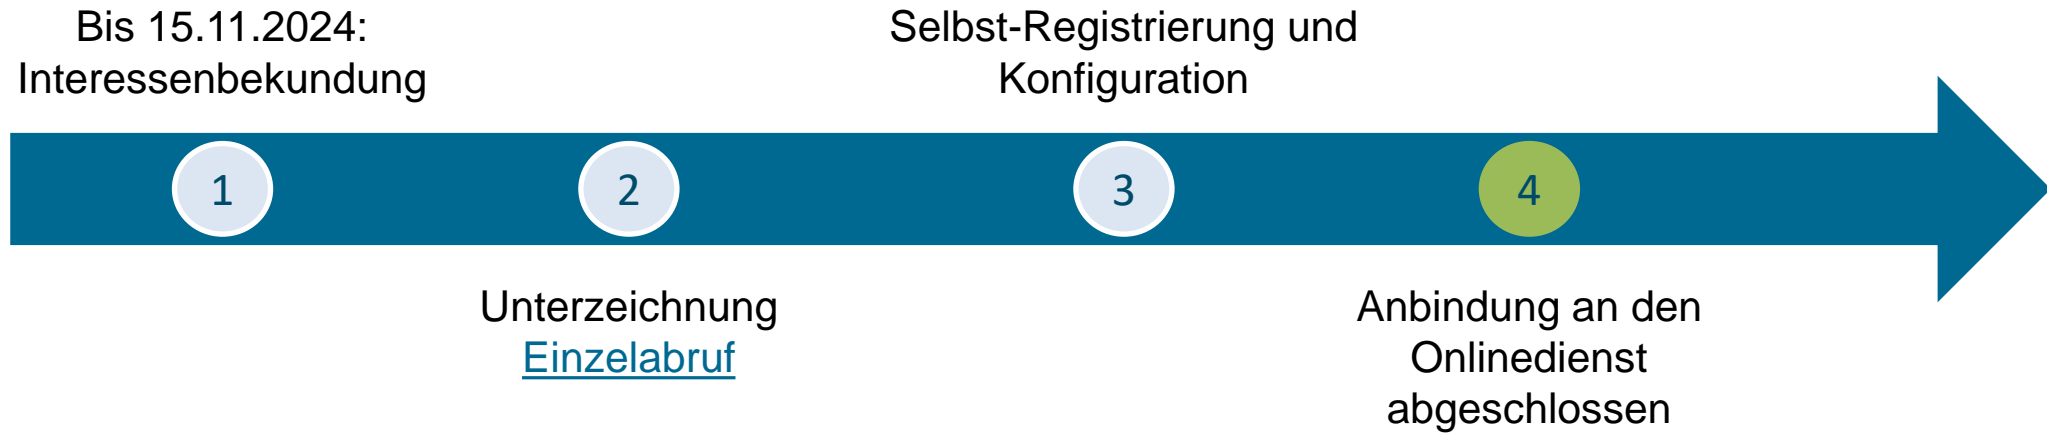 Bis 15.11.2024:
Interessenbekundung
Selbst-Registrierung und
Konfiguration
1
2
3
4
Unterzeichnung
Einzelabruf
Anbindung an den
Onlinedienst
abgeschlossen